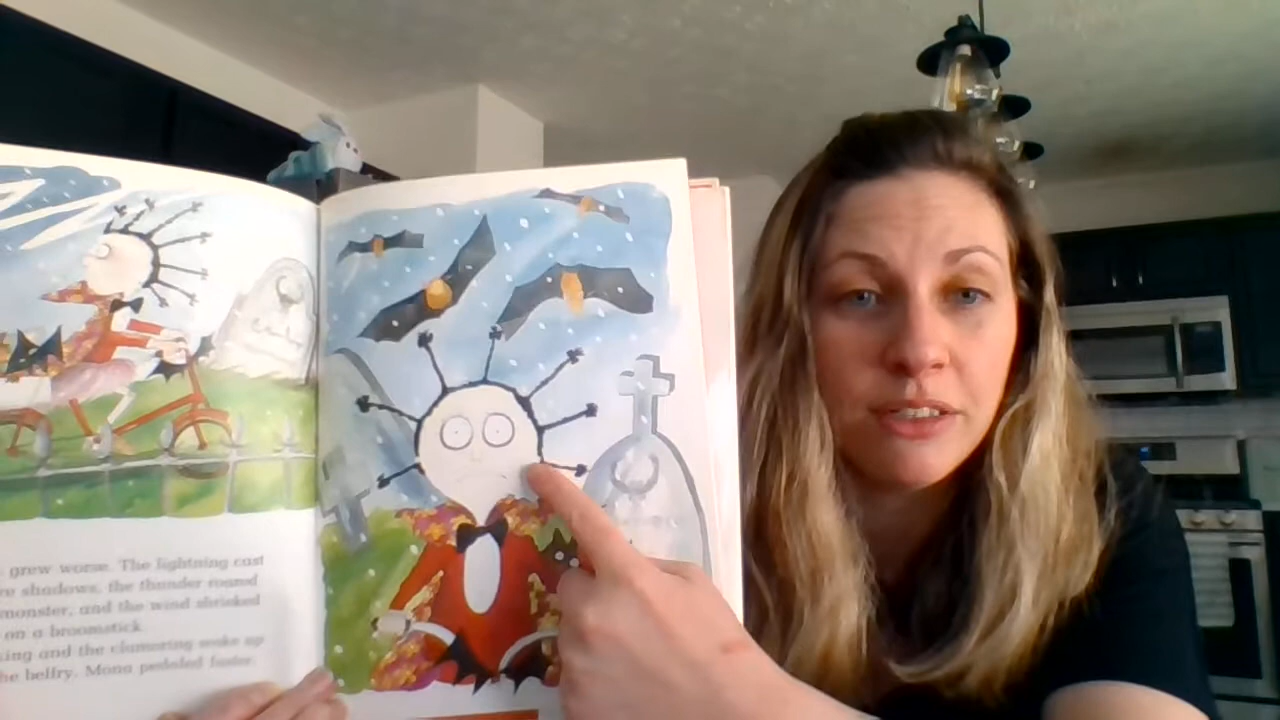 grew worse. The lightning cast
shadows, the thunder roared
monster, and the wind shrieked
on a broomstick.
king and the clamoring woke up
he belfry. Mona pedaled faster.